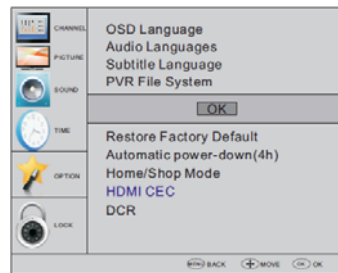 CHANNEL
PICTURE
SOUND
TIME
OPTION
LOCK
OSD Language
Audio Languages
Subtitle Language
PVR File System
OK
Restore Factory Default
Automatic power-down(4h)
Home/Shop Mode
HDMI CEC
DCR
MENU BACK MOVE OK OK